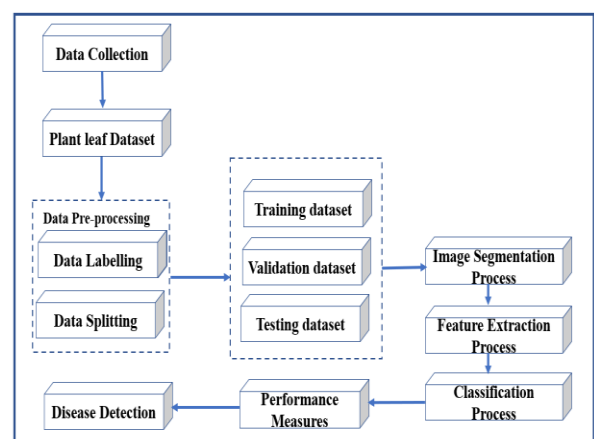 Data Collection
Plant leaf Dataset
Data Pre-processing
Data Labelling
Data Splitting
Training dataset
Validation dataset
Testing dataset
Image Segmentation
Process
Feature Extraction
Process
Classification
Process
Performance
Measures
Disease Detection